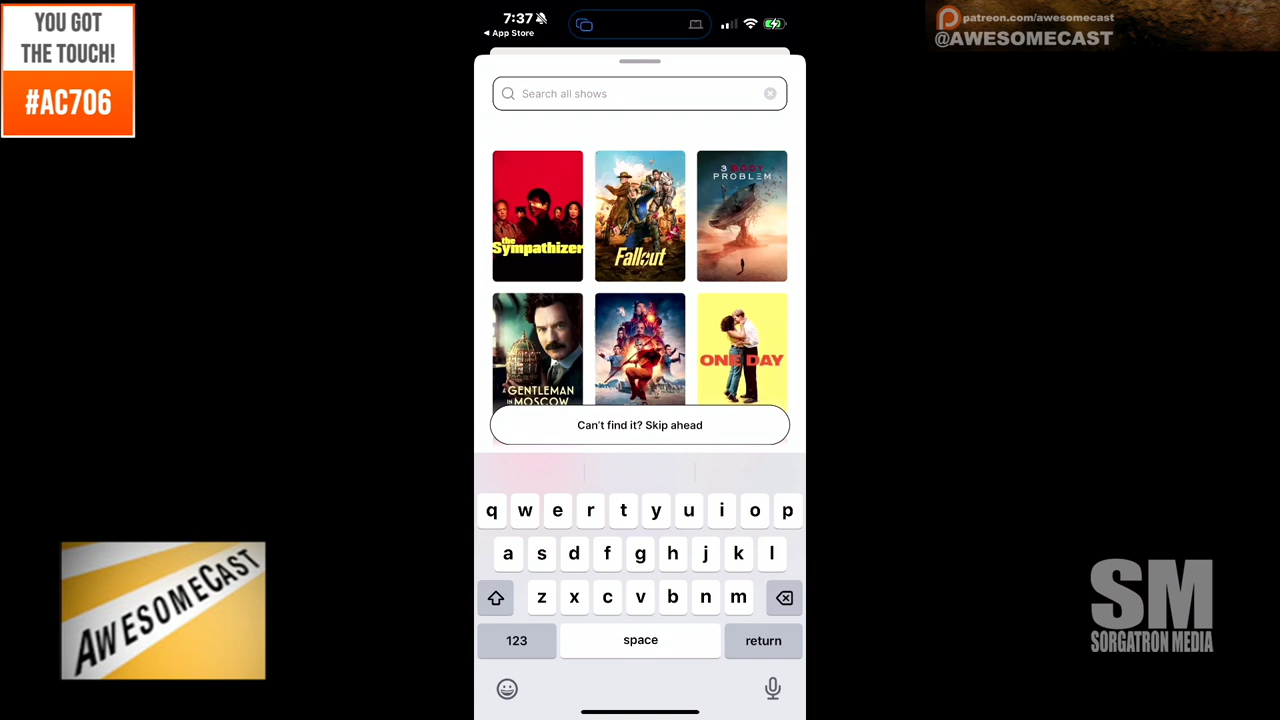 YOU GOT
THE TOUCH!
#AC706
7:37
App Store
patreon.com/awesomecast
@AWESOMECAST
Search all shows
the
Sympathizer
Fallout
3 BODY
PROBLEM
A GENTLEMAN
IN MOSCOW
ONE DAY
Can't find it? Skip ahead
q w e r t y u i o p
a s d f g h j k l
z x c v b n m
123 space return
AWESOMECAST
SM
SORGATRON MEDIA